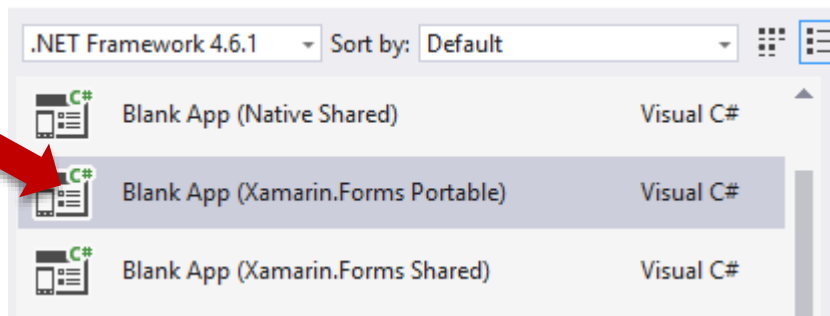 .NET Framework 4.6.1 Sort by: Default
C# Blank App (Native Shared) Visual C#
C# Blank App (Xamarin.Forms Portable) Visual C#
C# Blank App (Xamarin.Forms Shared) Visual C#